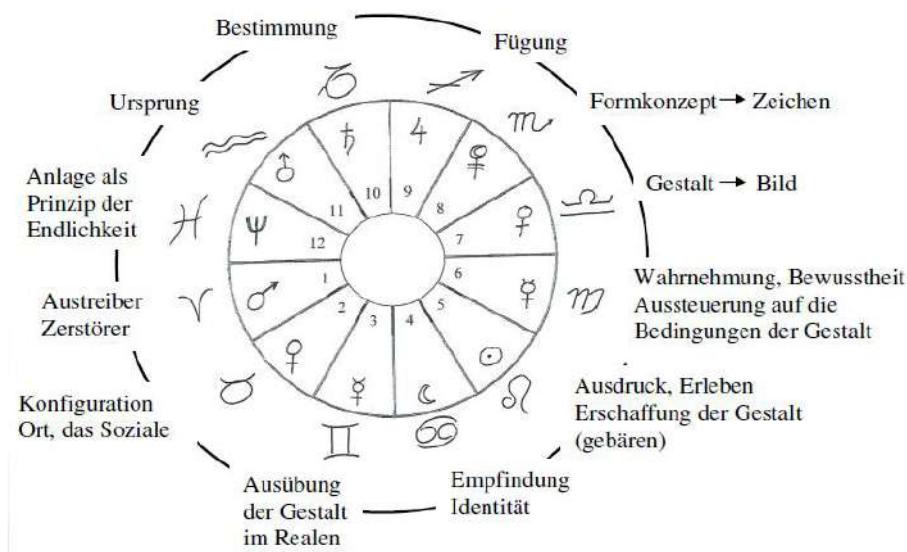 Bestimmung
Fügung
Ursprung
Formkonzept → Zeichen
Anlage als
Prinzip der
Endlichkeit
Gestalt → Bild
Austreiber
Zerstörer
Wahrnehmung, Bewusstheit
Aussteuerung auf die
Bedingungen der Gestalt
Konfiguration
Ort, das Soziale
Ausdruck, Erleben
Erschaffung der Gestalt
(gebären)
Ausübung
der Gestalt
im Realen
Empfindung
Identität
♑ ♐
♒ ♏
♓ ♎
♈ ♍
♉ ♌
♊ ♋
♄ ♃
♂
♆ ♀
♂ ☿
♀ ☉
☿ ☾
10 9
11 8
12 7
1 6
2 5
3 4